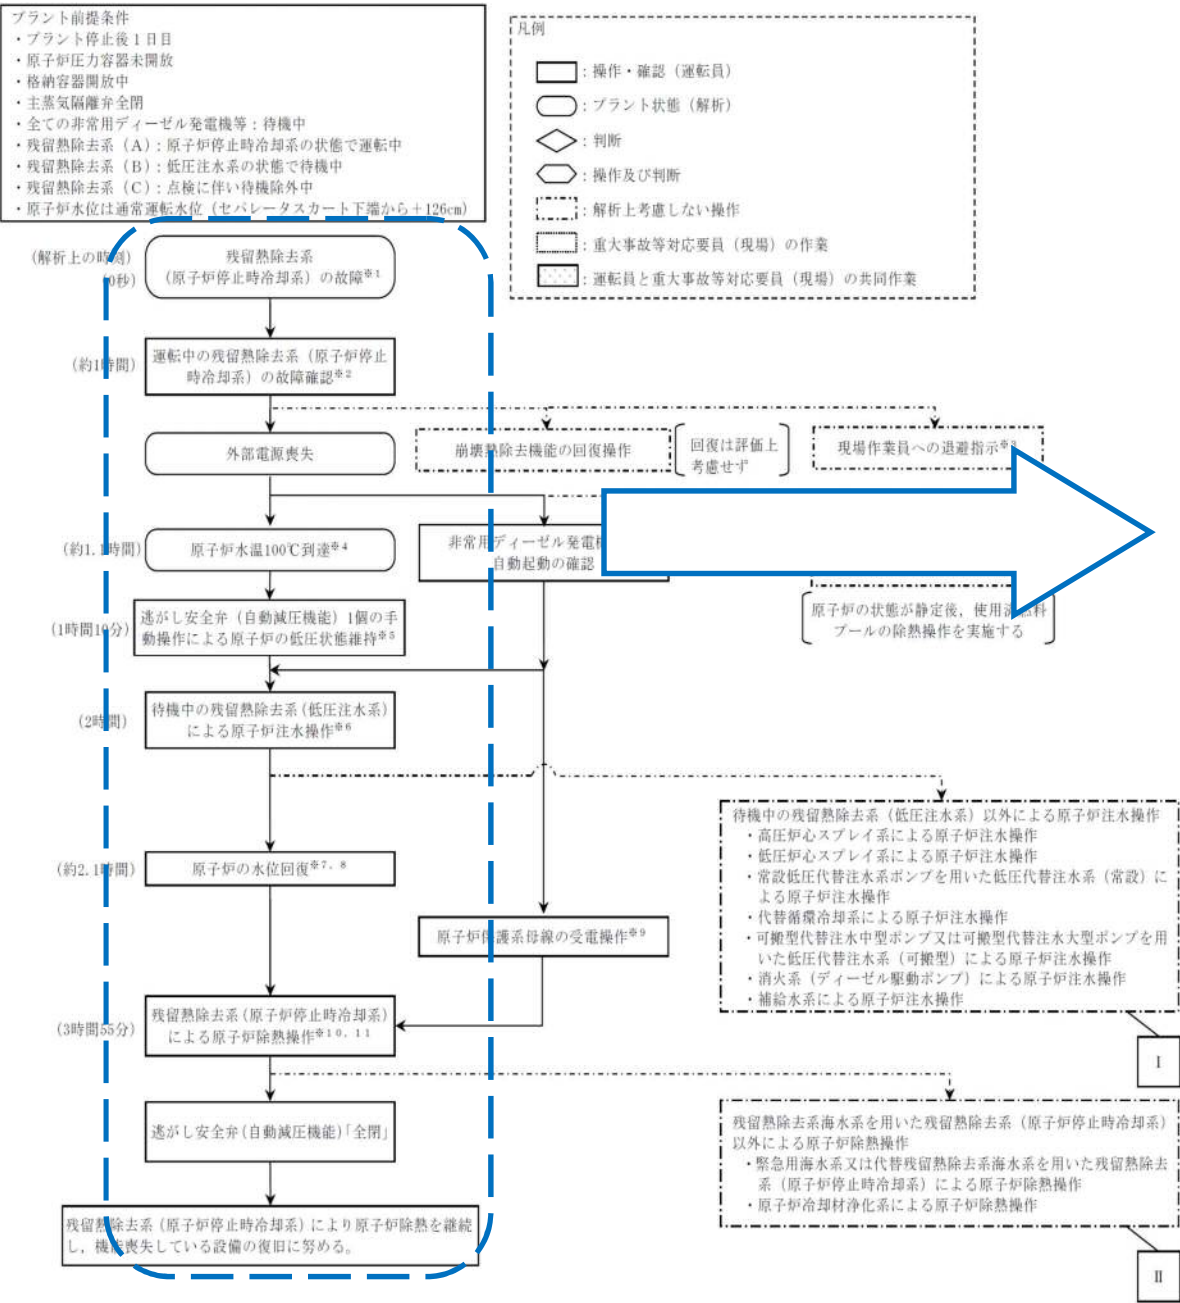 プラント前提条件
・プラント停止後1日目
・原子炉圧力容器未開放
・格納容器開放中
・主蒸気隔離弁全閉
・全ての非常用ディーゼル発電機等:待機中
・残留熱除去系(A):原子炉停止時冷却系の状態で運転中
・残留熱除去系(B):低圧注水系の状態で待機中
・残留熱除去系(C):点検に伴い待機除外中
・原子炉水位は通常運転水位(セパレータスカート下端から+126cm)
凡例
:操作・確認(運転員)
:プラント状態(解析)
:判断
:操作及び判断
:解析上考慮しない操作
:重大事故等対応要員(現場)の作業
:運転員と重大事故等対応要員(現場)の共同作業
(解析上の時刻)
(0秒)
残留熱除去系
(原子炉停止時冷却系)の故障※1
(約1時間)
運転中の残留熱除去系(原子炉停止
時冷却系)の故障確認※2
外部電源喪失
崩壊熱除去機能の回復操作
回復は評価上
考慮せず
現場作業員への退避指示※3
(約1.1時間)
原子炉水温100℃到達※4
非常用ディーゼル発電機
自動起動の確認
(1時間10分)
逃がし安全弁(自動減圧機能)1個の手
動操作による原子炉の低圧状態維持※5
原子炉の状態が静定後,使用済燃料
プールの除熱操作を実施する
(2時間)
待機中の残留熱除去系(低圧注水系)
による原子炉注水操作※6
待機中の残留熱除去系(低圧注水系)以外による原子炉注水操作
・高圧炉心スプレイ系による原子炉注水操作
・低圧炉心スプレイ系による原子炉注水操作
・常設低圧代替注水系ポンプを用いた低圧代替注水系(常設)に
よる原子炉注水操作
・代替循環冷却系による原子炉注水操作
・可搬型代替注水中型ポンプ又は可搬型代替注水大型ポンプを用
いた低圧代替注水系(可搬型)による原子炉注水操作
・消火系(ディーゼル駆動ポンプ)による原子炉注水操作
・補給水系による原子炉注水操作
Ⅰ
(約2.1時間)
原子炉の水位回復※7,8
原子炉保護系母線の受電操作※9
(3時間55分)
残留熱除去系(原子炉停止時冷却系)
による原子炉除熱操作※10,11
残留熱除去系海水系を用いた残留熱除去系(原子炉停止時冷却系)
以外による原子炉除熱操作
・緊急用海水系又は代替残留熱除去系海水系を用いた残留熱除去
系(原子炉停止時冷却系)による原子炉除熱操作
・原子炉冷却材浄化系による原子炉除熱操作
Ⅱ
逃がし安全弁(自動減圧機能)「全閉」
残留熱除去系(原子炉停止時冷却系)により原子炉除熱を継続
し,機能喪失している設備の復旧に努める。